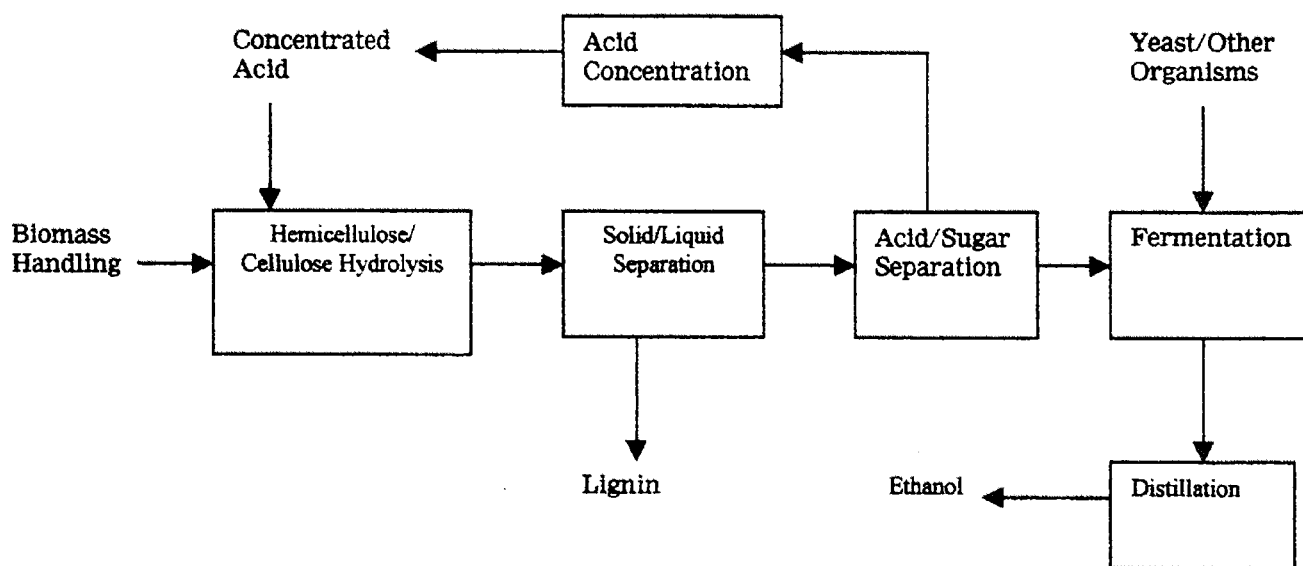 Concentrated
Acid
Acid
Concentration
Yeast/Other
Organisms
Biomass
Handling
Hemicellulose/
Cellulose Hydrolysis
Solid/Liquid
Separation
Acid/Sugar
Separation
Fermentation
Lignin
Ethanol
Distillation